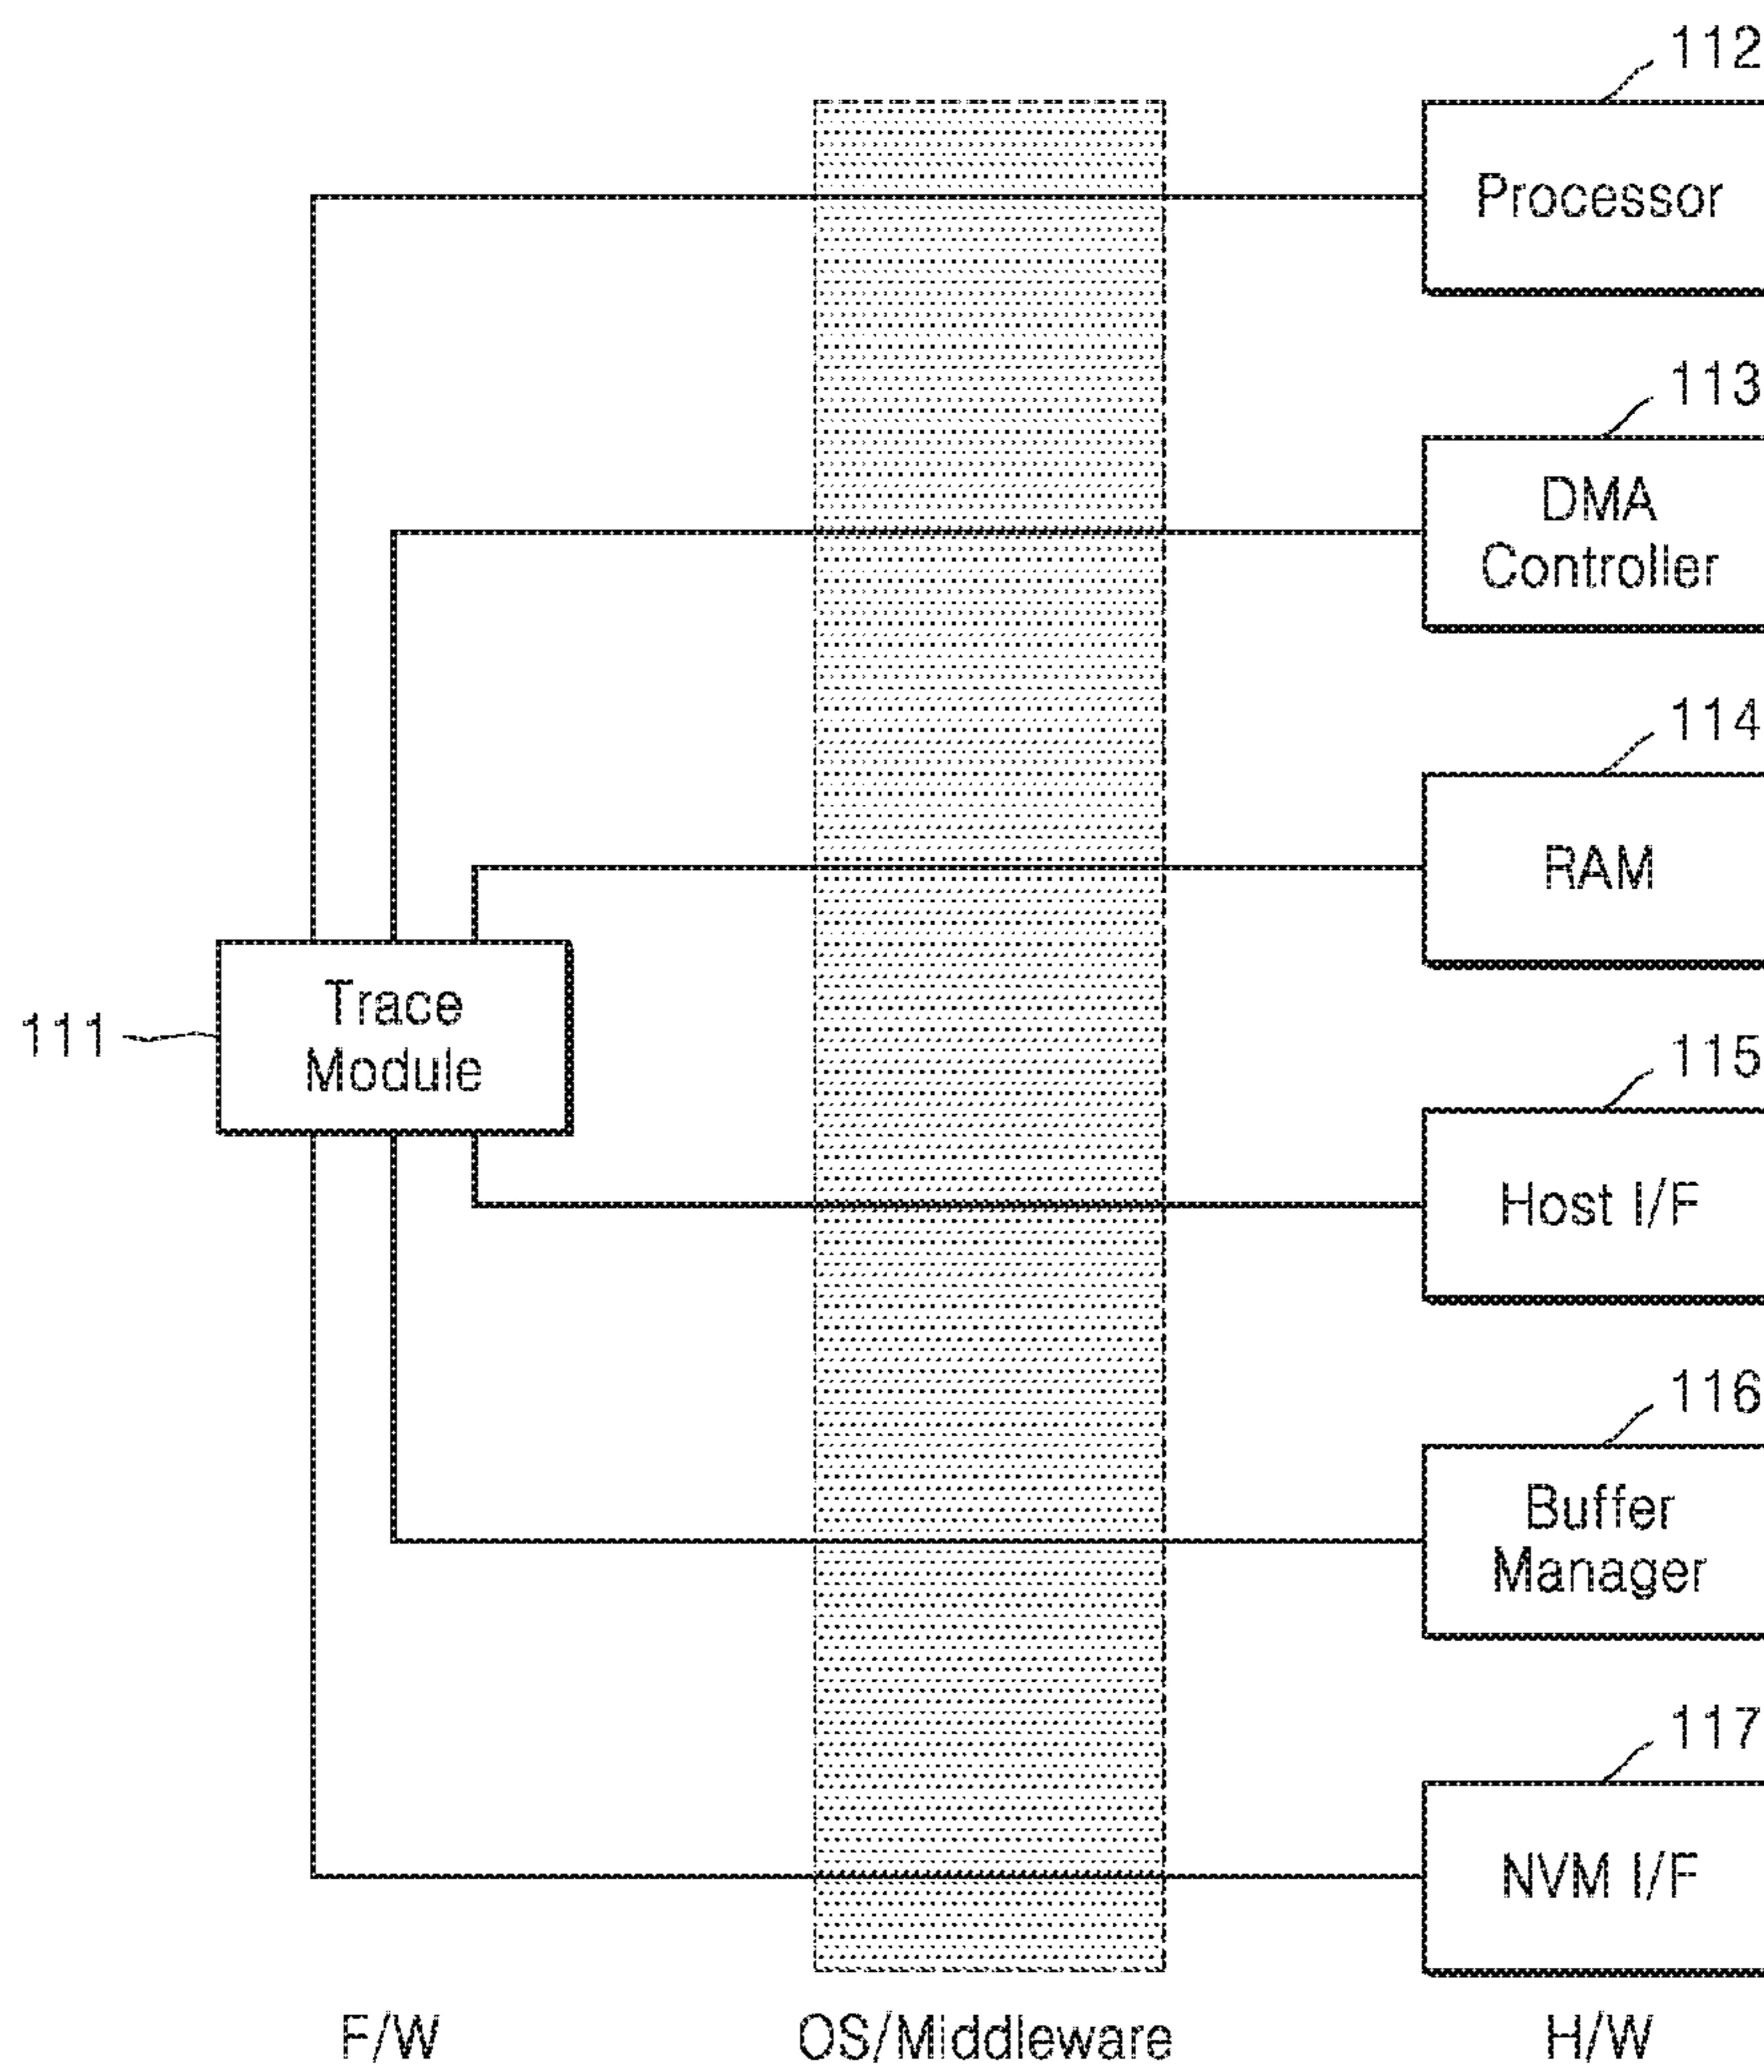 112
Processor
113
DMA
Controller
114
RAM
111
Trace
Module
115
Host I/F
116
Buffer
Manager
117
NVM I/F
F/W
OS/Middleware
H/W